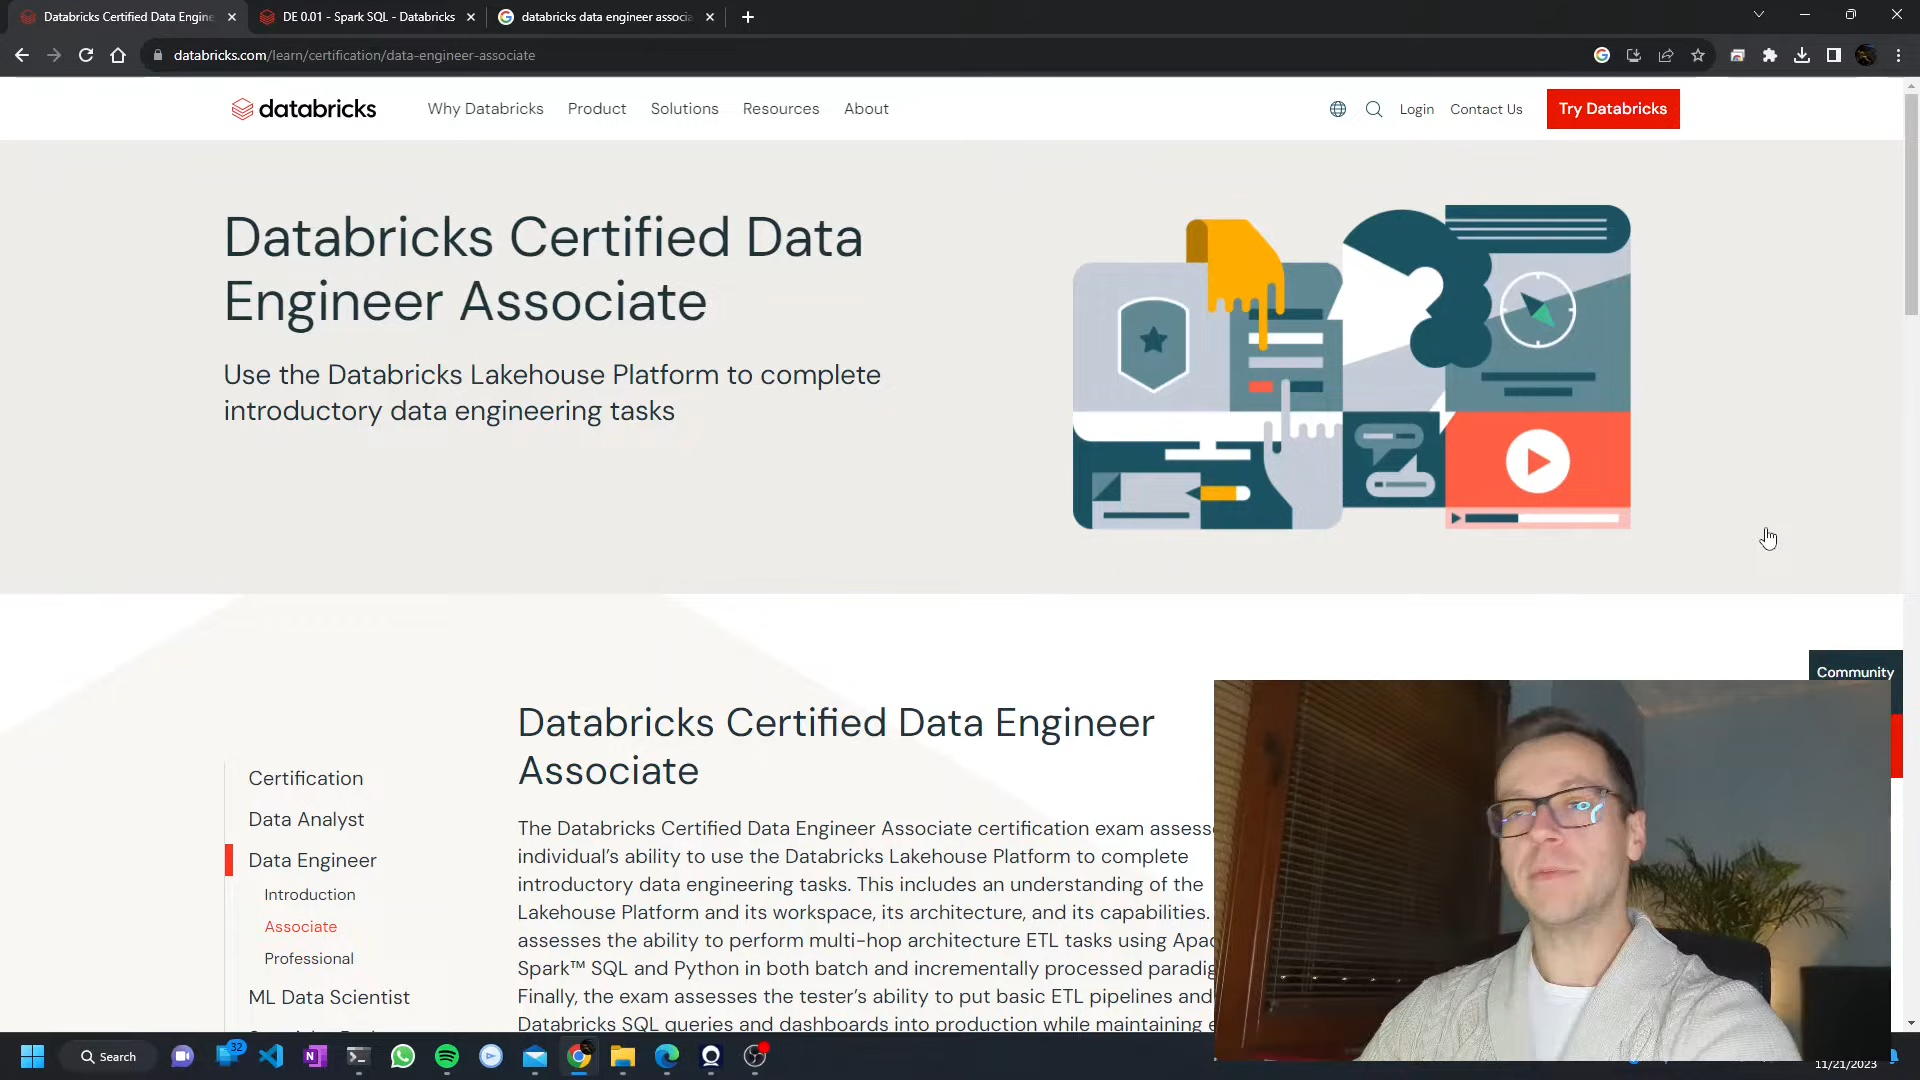 Databricks Certified Data Engine
DE 0.01 - Spark SQL - Databricks
databricks data engineer associa
databricks.com/learn/certification/data-engineer-associate
databricks
Why Databricks
Product
Solutions
Resources
About
Login
Contact Us
Try Databricks
Databricks Certified Data
Engineer Associate
Use the Databricks Lakehouse Platform to complete
introductory data engineering tasks
Community
Certification
Data Analyst
Data Engineer
Introduction
Associate
Professional
ML Data Scientist
Databricks Certified Data Engineer
Associate
The Databricks Certified Data Engineer Associate certification exam assesse
individual's ability to use the Databricks Lakehouse Platform to complete
introductory data engineering tasks. This includes an understanding of the
Lakehouse Platform and its workspace, its architecture, and its capabilities.
assesses the ability to perform multi-hop architecture ETL tasks using Apac
Spark™ SQL and Python in both batch and incrementally processed paradig
Finally, the exam assesses the tester's ability to put basic ETL pipelines and
Databricks SQL queries and dashboards into production while maintaining e
Search
32
11/21/2023